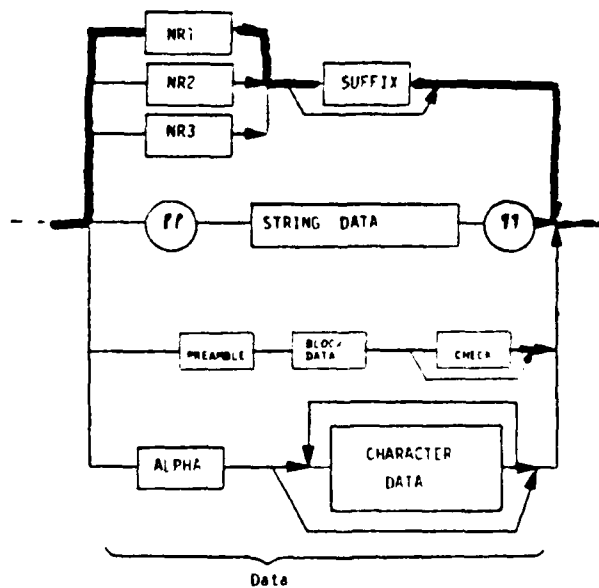 NR1
NR2
SUFFIX
NR3
STRING DATA
PREAMBLE
BLOCK
DATA
CHECK
ALPHA
CHARACTER
DATA
Data